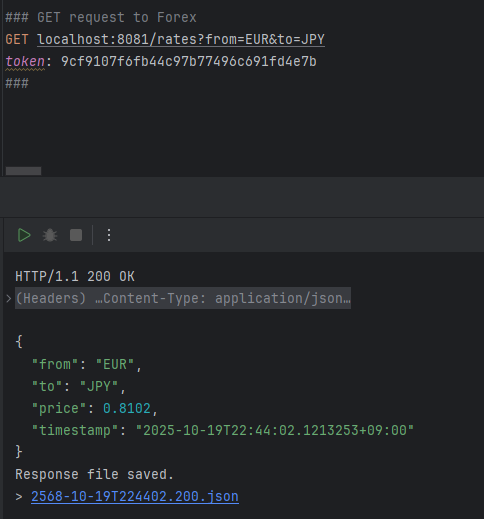 ### GET request to Forex
GET localhost:8081/rates?from=EUR&to=JPY
token: 9cf9107f6fb44c97b77496c691fd4e7b
###
HTTP/1.1 200 OK
(Headers) …Content-Type: application/json…
{
"from": "EUR",
"to": "JPY",
"price": 0.8102,
"timestamp": "2025-10-19T22:44:02.1213253+09:00"
}
Response file saved.
> 2568-10-19T224402.200.json